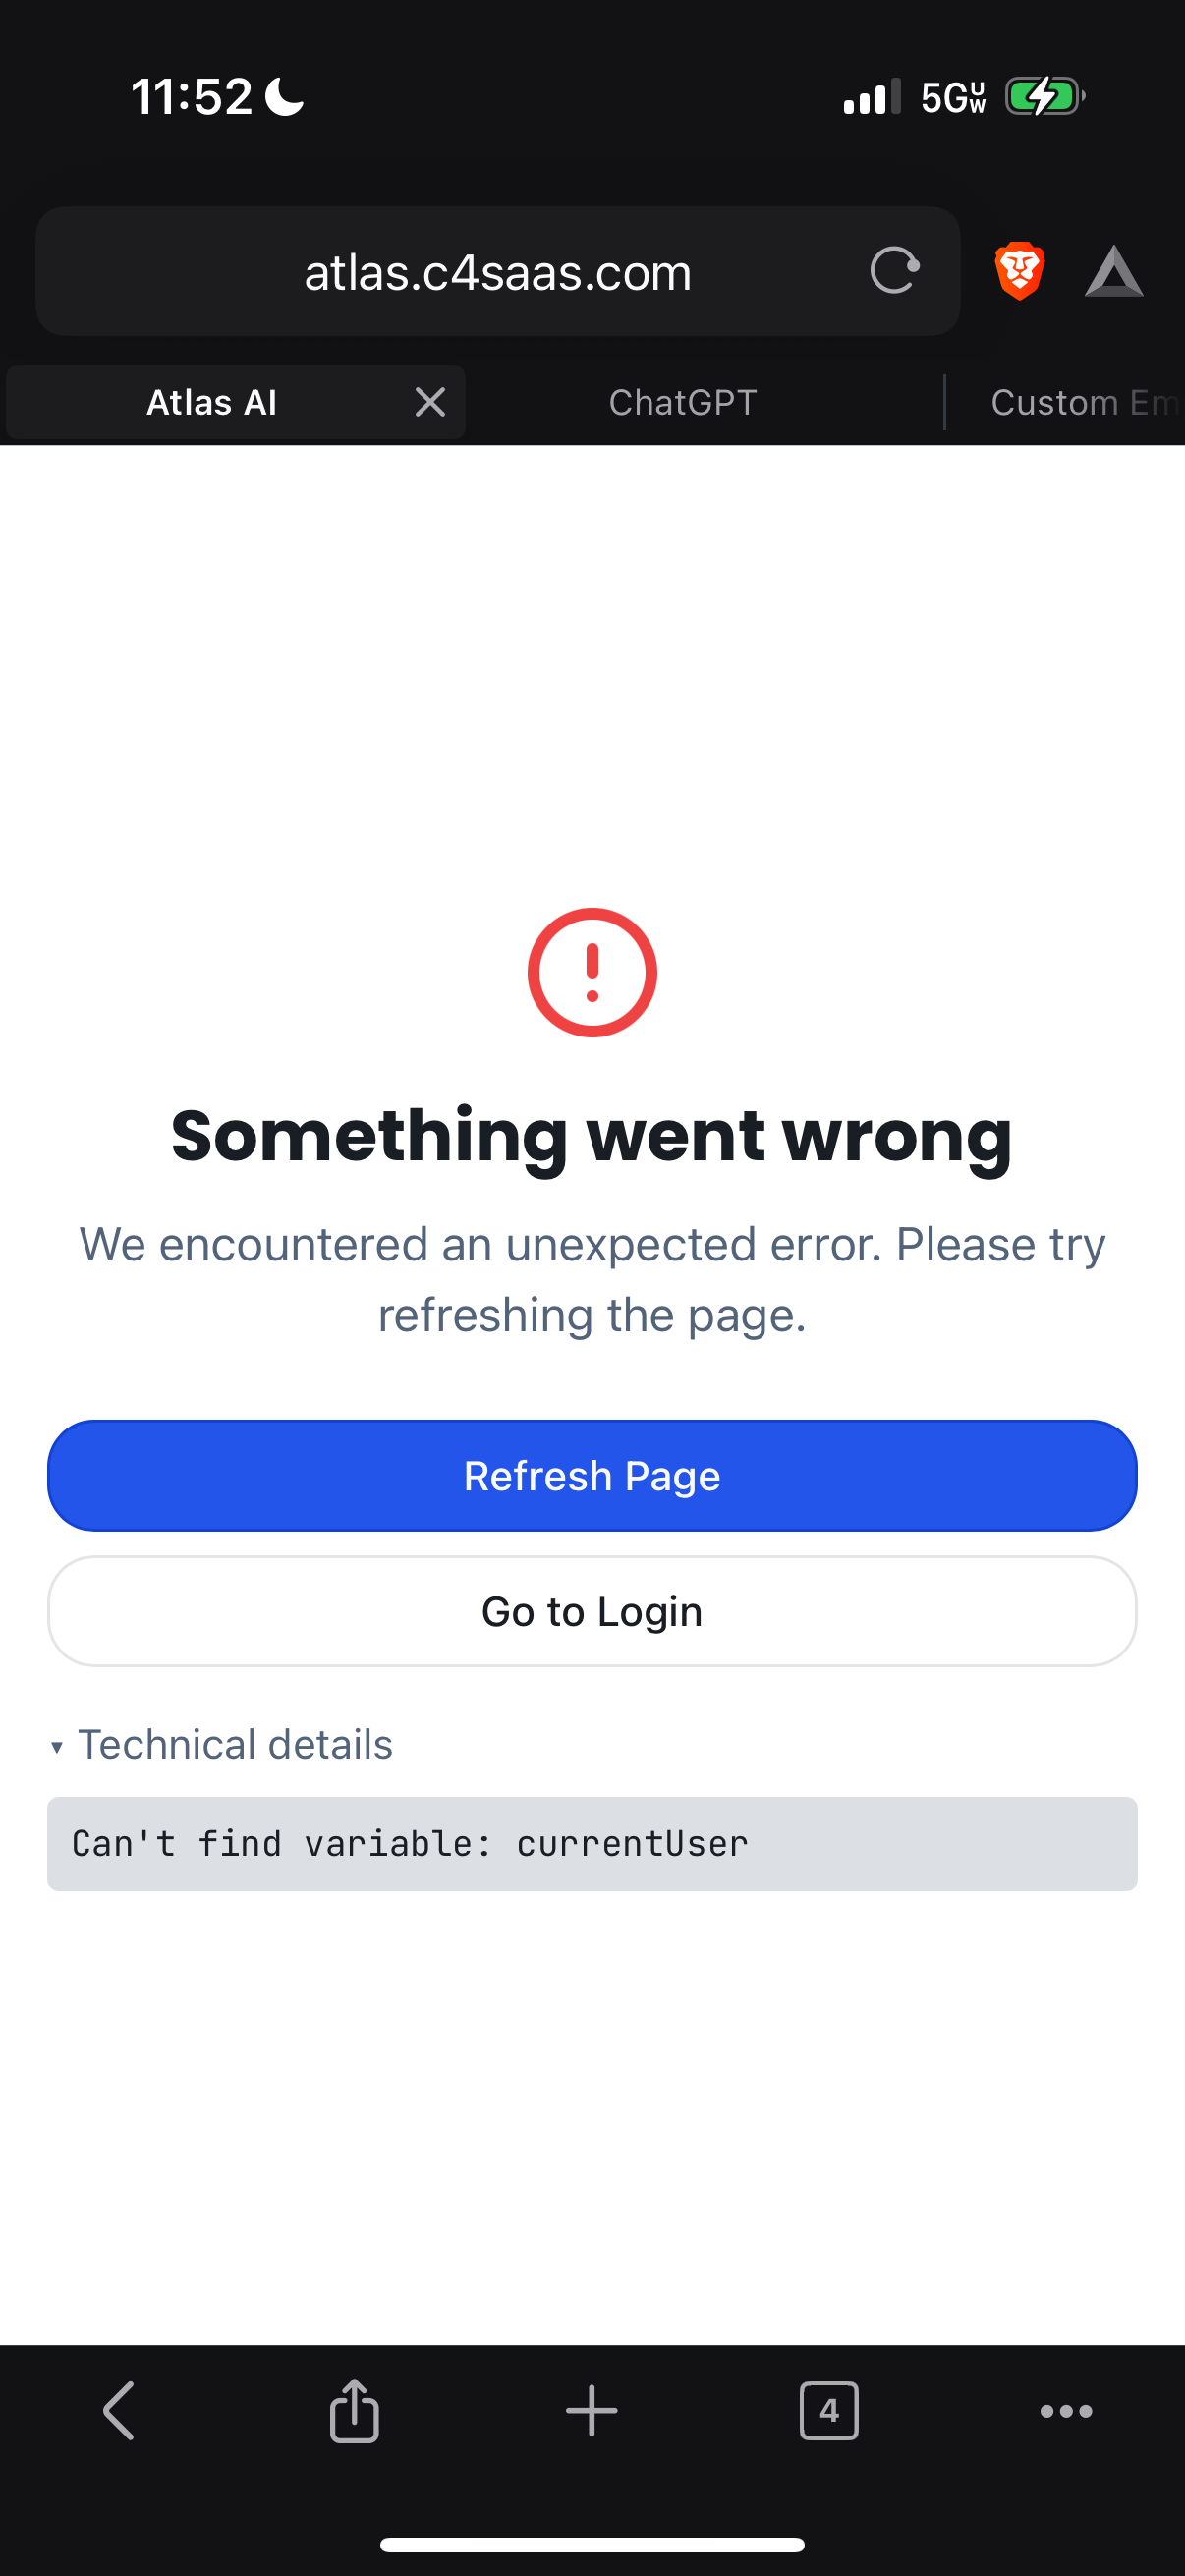 11:52
5G UW
atlas.c4saas.com
Atlas AI
ChatGPT
Custom Em
Something went wrong
We encountered an unexpected error. Please try
refreshing the page.
Refresh Page
Go to Login
Technical details
Can't find variable: currentUser
4